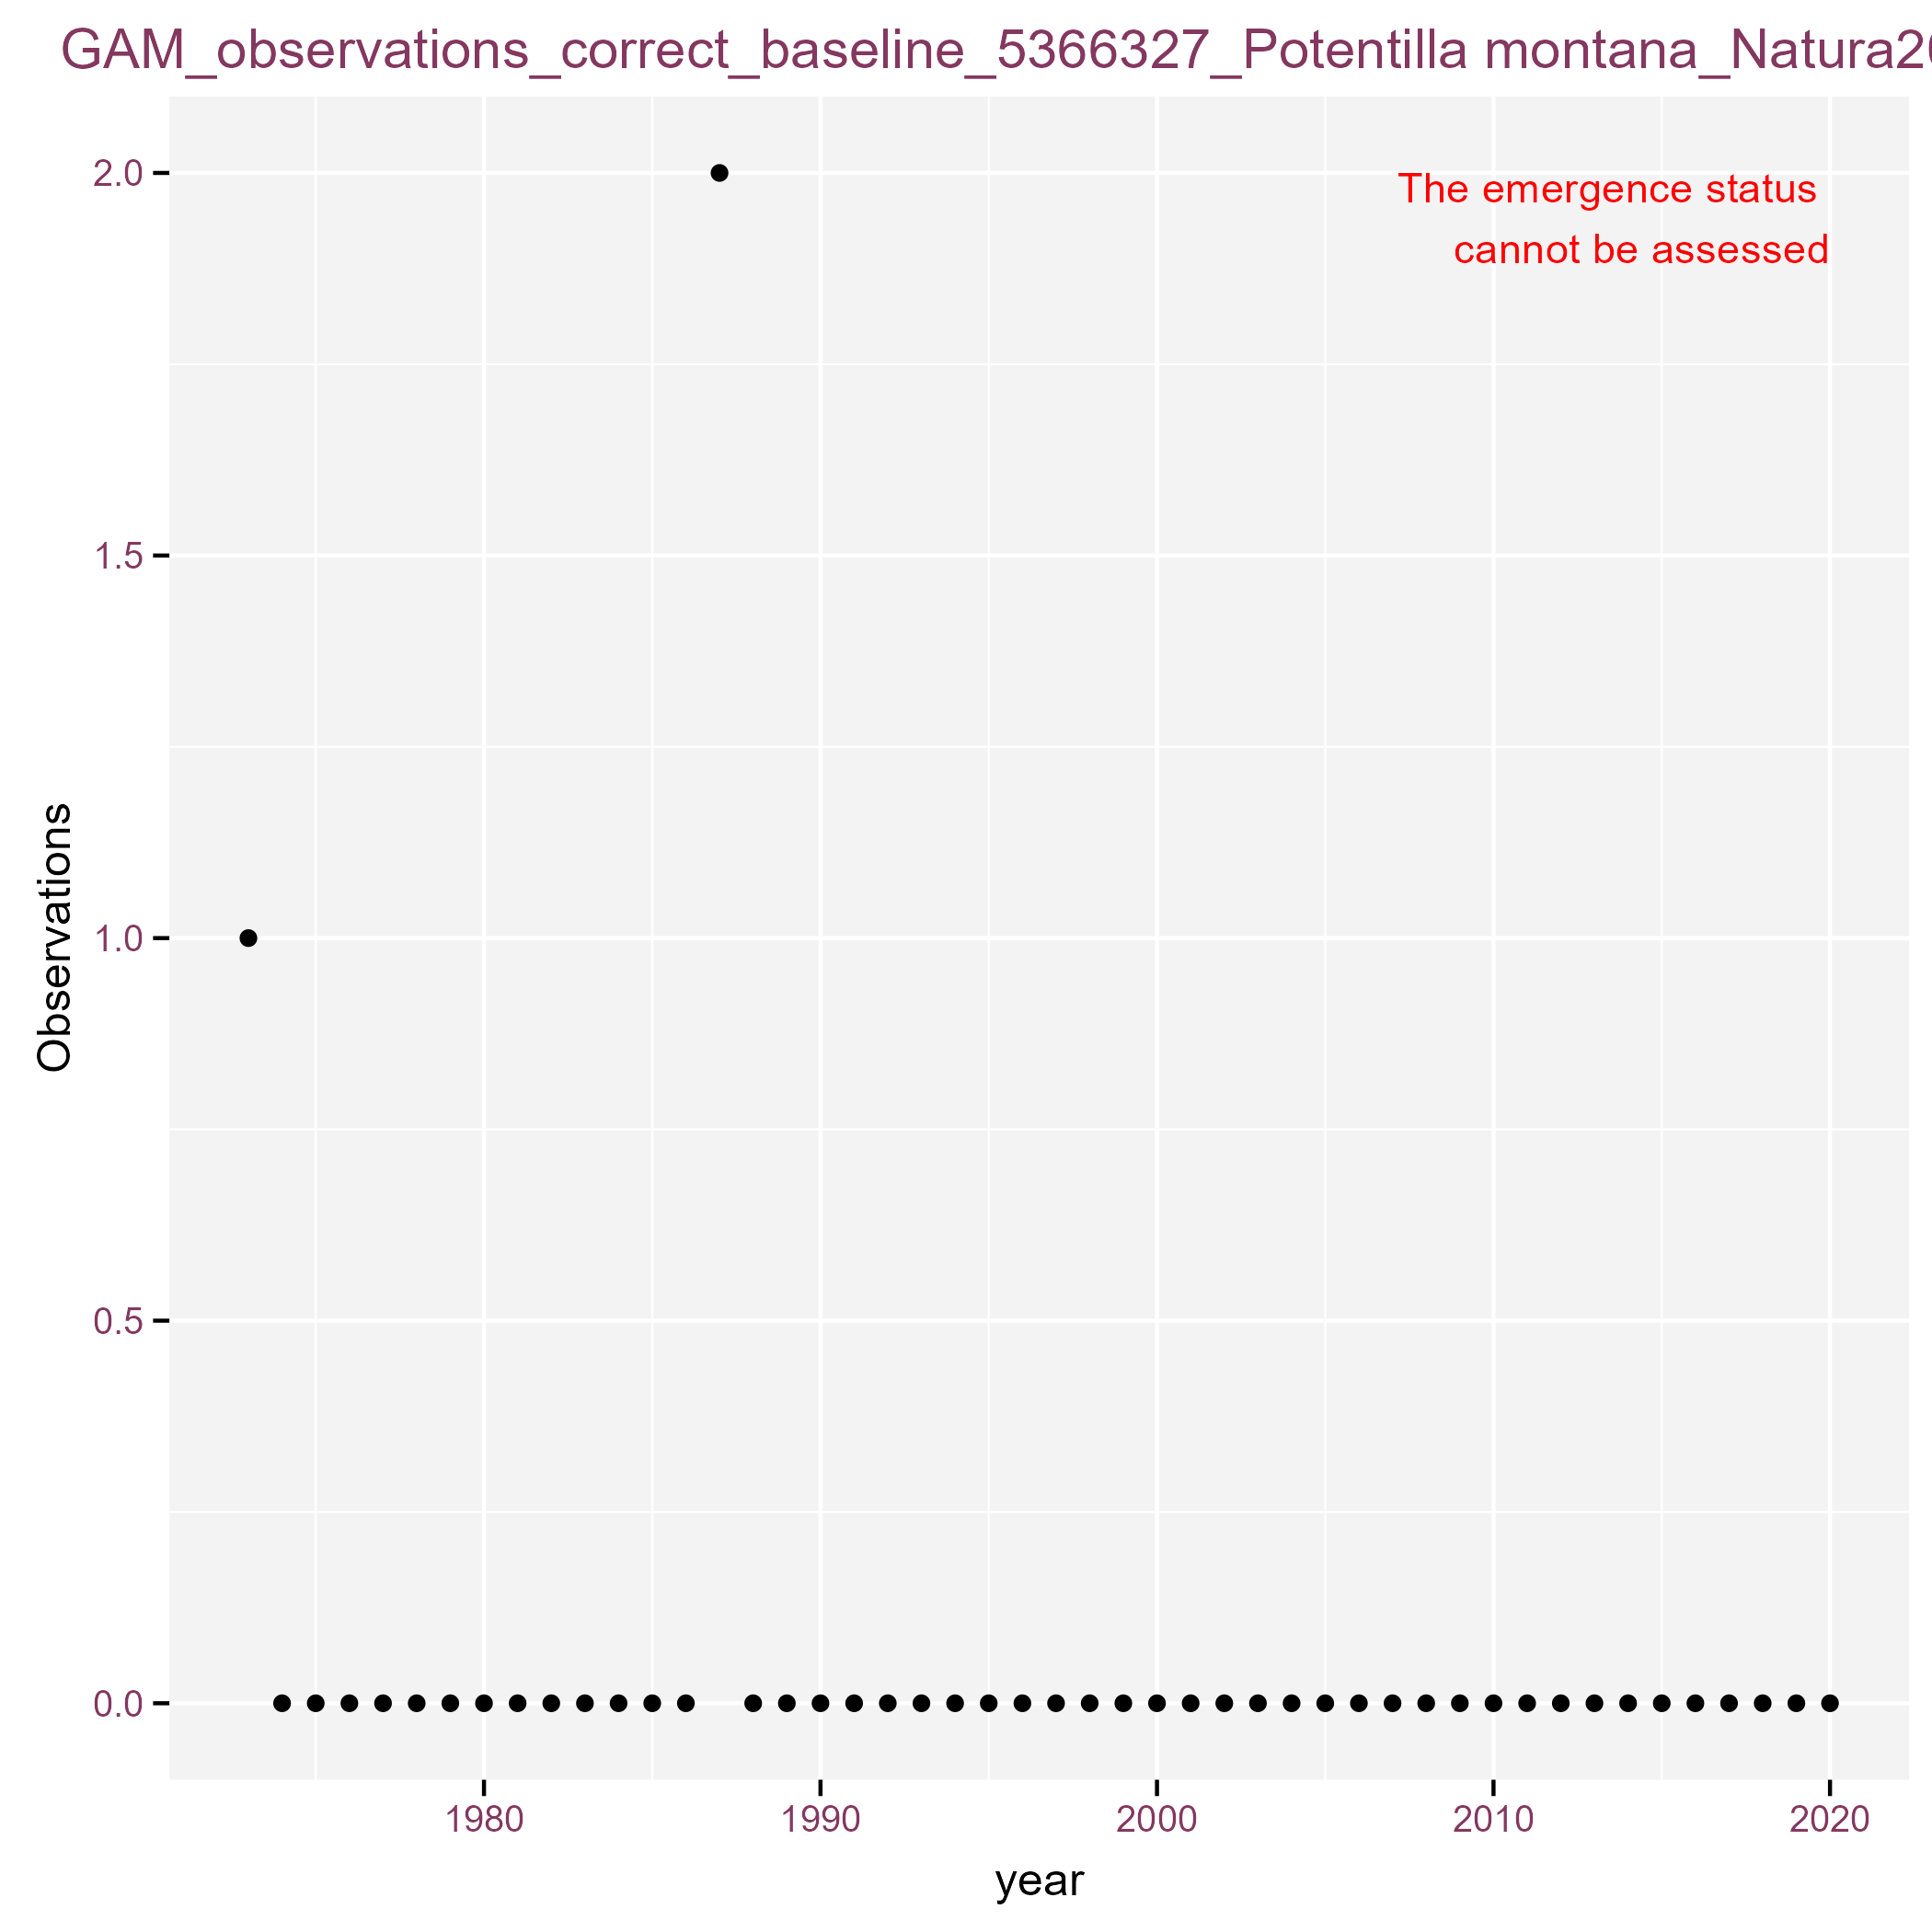 GAM_observations_correct_baseline_5366327_Potentilla montana_Natura20
The emergence status
cannot be assessed
2.0
1.5
1.0
0.5
0.0
Observations
1980 1990 2000 2010 2020
year